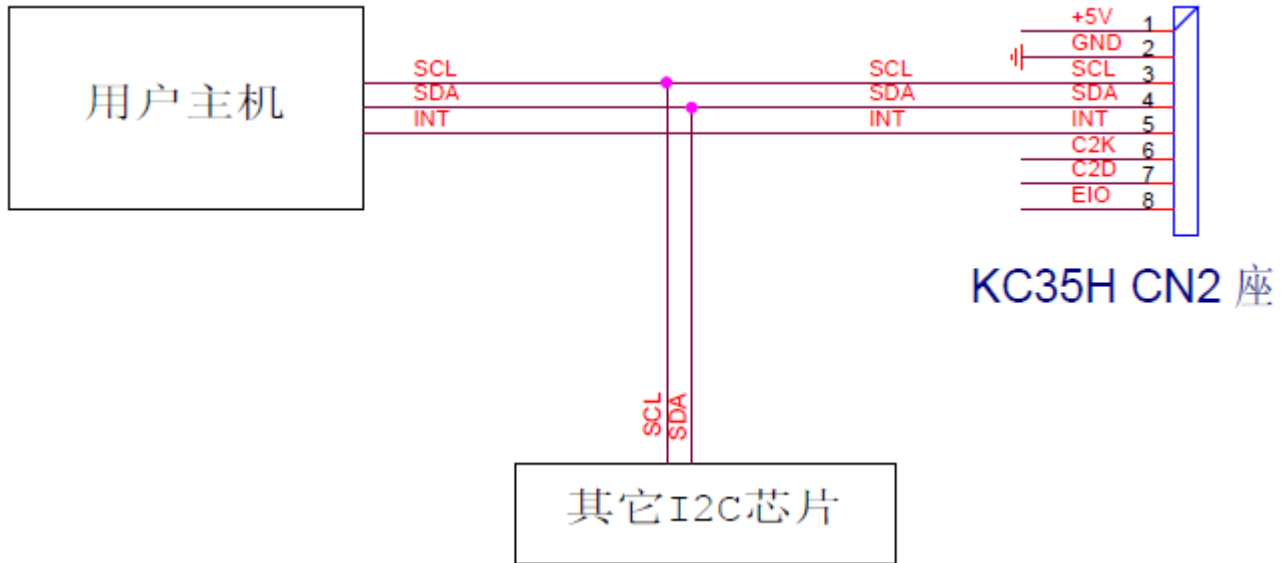 +5V 1
GND 2
SCL SCL SCL 3
用户主机
SDA SDA SDA 4
INT INT INT 5
C2K 6
C2D 7
EIO 8
KC35H CN2 座
SCL
SDA
其它I2C芯片